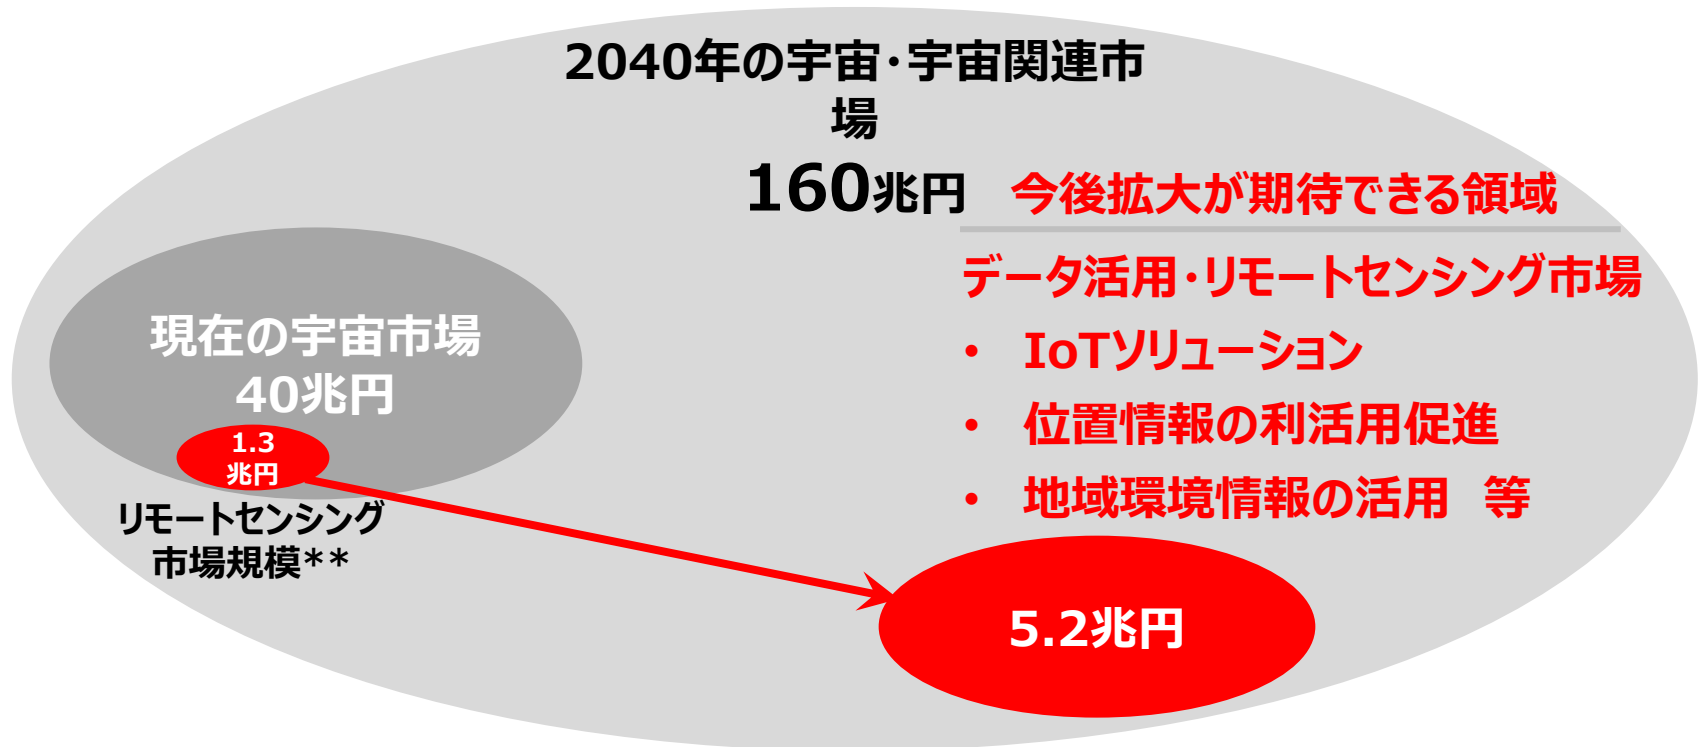 2040年の宇宙・宇宙関連市
場
160兆円
今後拡大が期待できる領域
データ活用・リモートセンシング市場
• IoTソリューション
• 位置情報の利活用促進
• 地域環境情報の活用　等
現在の宇宙市場
40兆円
1.3
兆円
リモートセンシング
市場規模**
5.2兆円